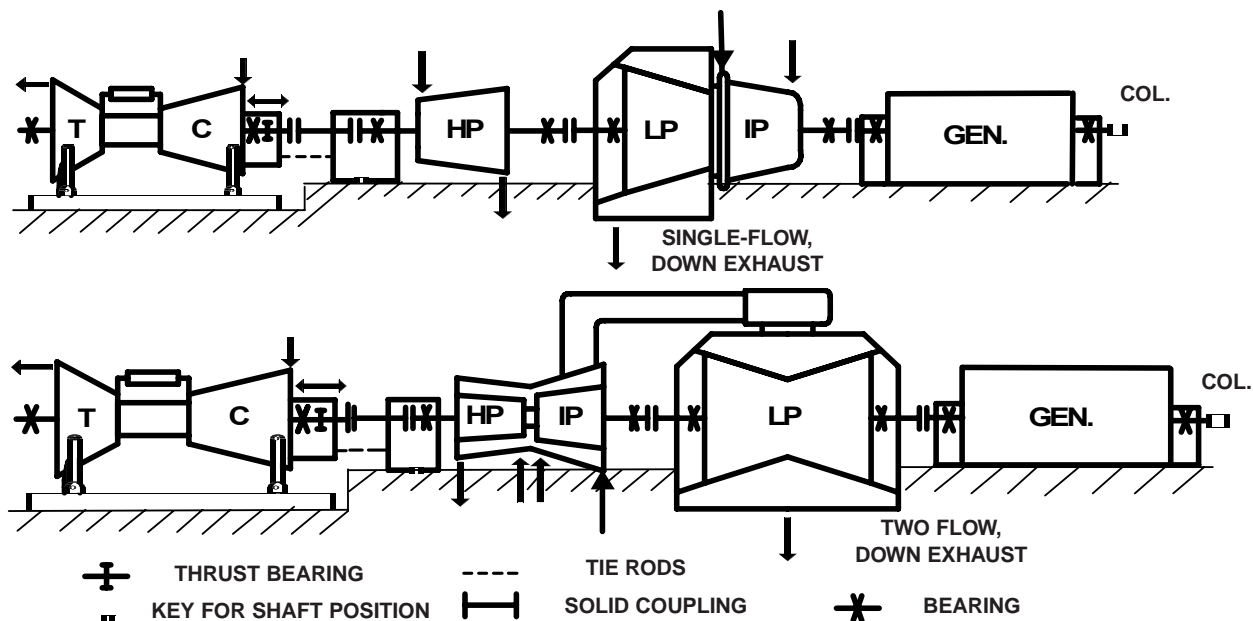 T
C
HP
LP
IP
GEN.
COL.
SINGLE-FLOW,
DOWN EXHAUST
T
C
HP
IP
LP
GEN.
COL.
TWO FLOW,
DOWN EXHAUST
THRUST BEARING
TIE RODS
KEY FOR SHAFT POSITION
SOLID COUPLING
BEARING